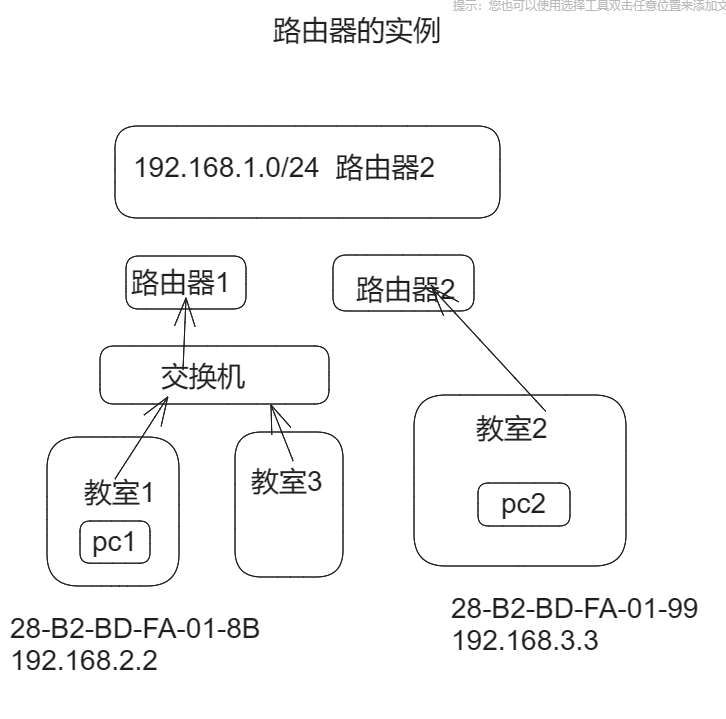 提示：您也可以使用选择工具双击任意位置来添加文
路由器的实例
192.168.1.0/24 路由器2
路由器1
路由器2
交换机
教室1
教室3
教室2
pc1
pc2
28-B2-BD-FA-01-8B
192.168.2.2
28-B2-BD-FA-01-99
192.168.3.3